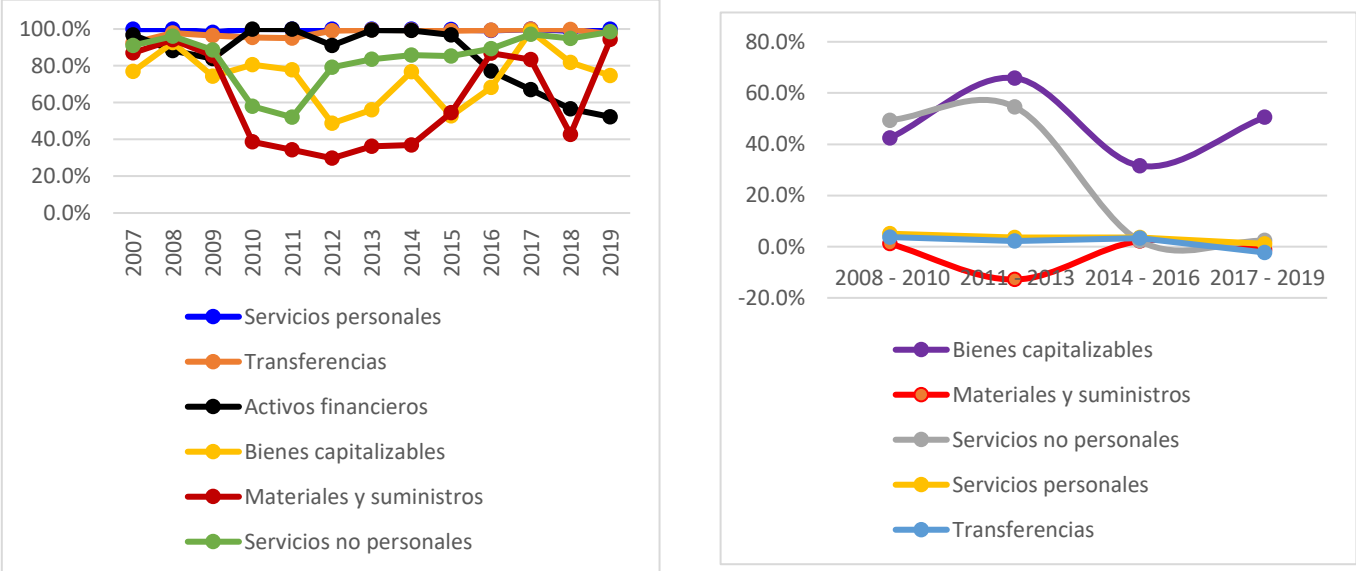 100.0%
80.0%
60.0%
40.0%
20.0%
0.0%
2007
2008
2009
2010
2011
2012
2013
2014
2015
2016
2017
2018
2019
Servicios personales
Transferencias
Activos financieros
Bienes capitalizables
Materiales y suministros
Servicios no personales
80.0%
60.0%
40.0%
20.0%
0.0%
-20.0%
2008 - 2010 2011 - 2013 2014 - 2016 2017 - 2019
Bienes capitalizables
Materiales y suministros
Servicios no personales
Servicios personales
Transferencias